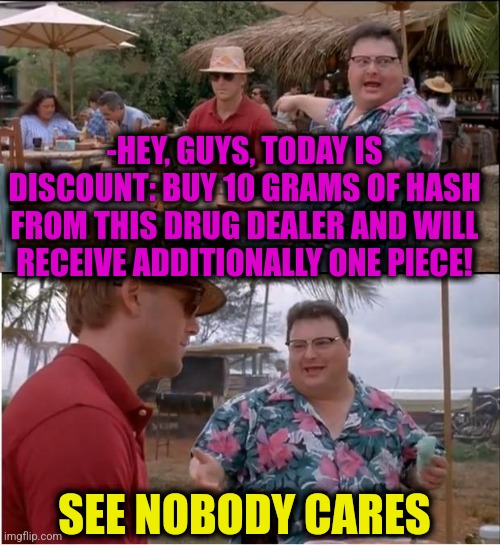 -HEY, GUYS, TODAY IS
DISCOUNT: BUY 10 GRAMS OF HASH
FROM THIS DRUG DEALER AND WILL
RECEIVE ADDITIONALLY ONE PIECE!
SEE NOBODY CARES
imgflip.com